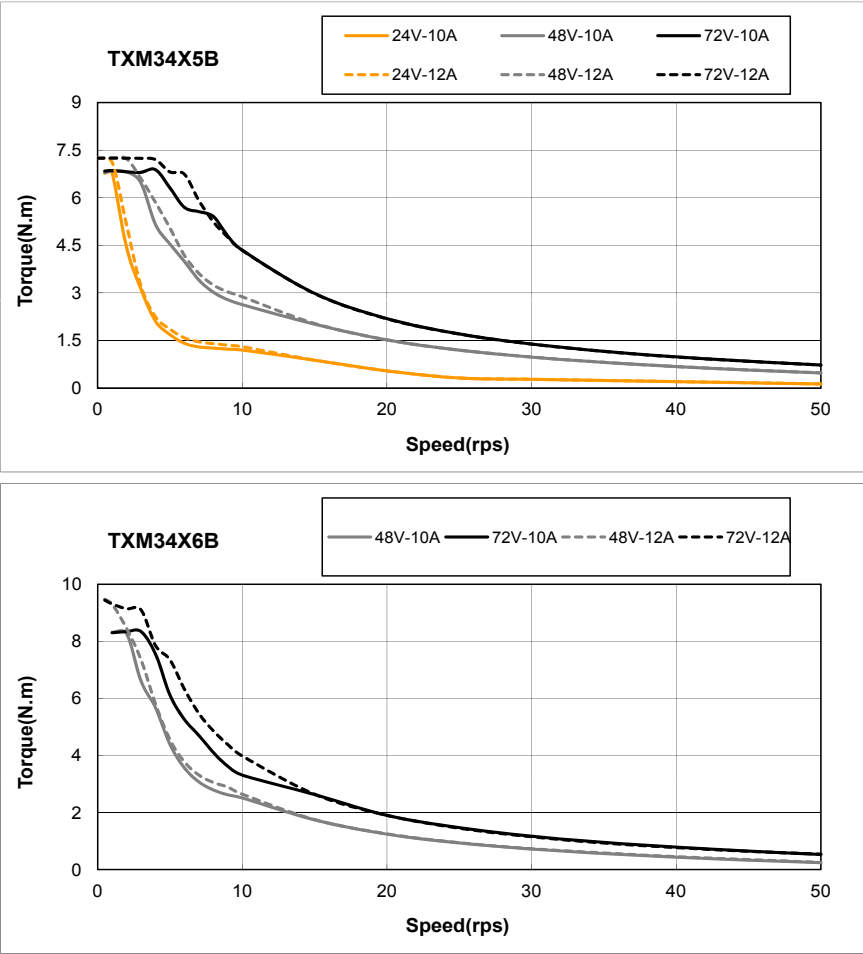 TXM34X5B
24V-10A 48V-10A 72V-10A
24V-12A 48V-12A 72V-12A
9
7.5
6
4.5
3
1.5
0
Torque(N.m)
0 10 20 30 40 50
Speed(rps)
TXM34X6B
48V-10A 72V-10A 48V-12A 72V-12A
10
8
6
4
2
0
Torque(N.m)
0 10 20 30 40 50
Speed(rps)